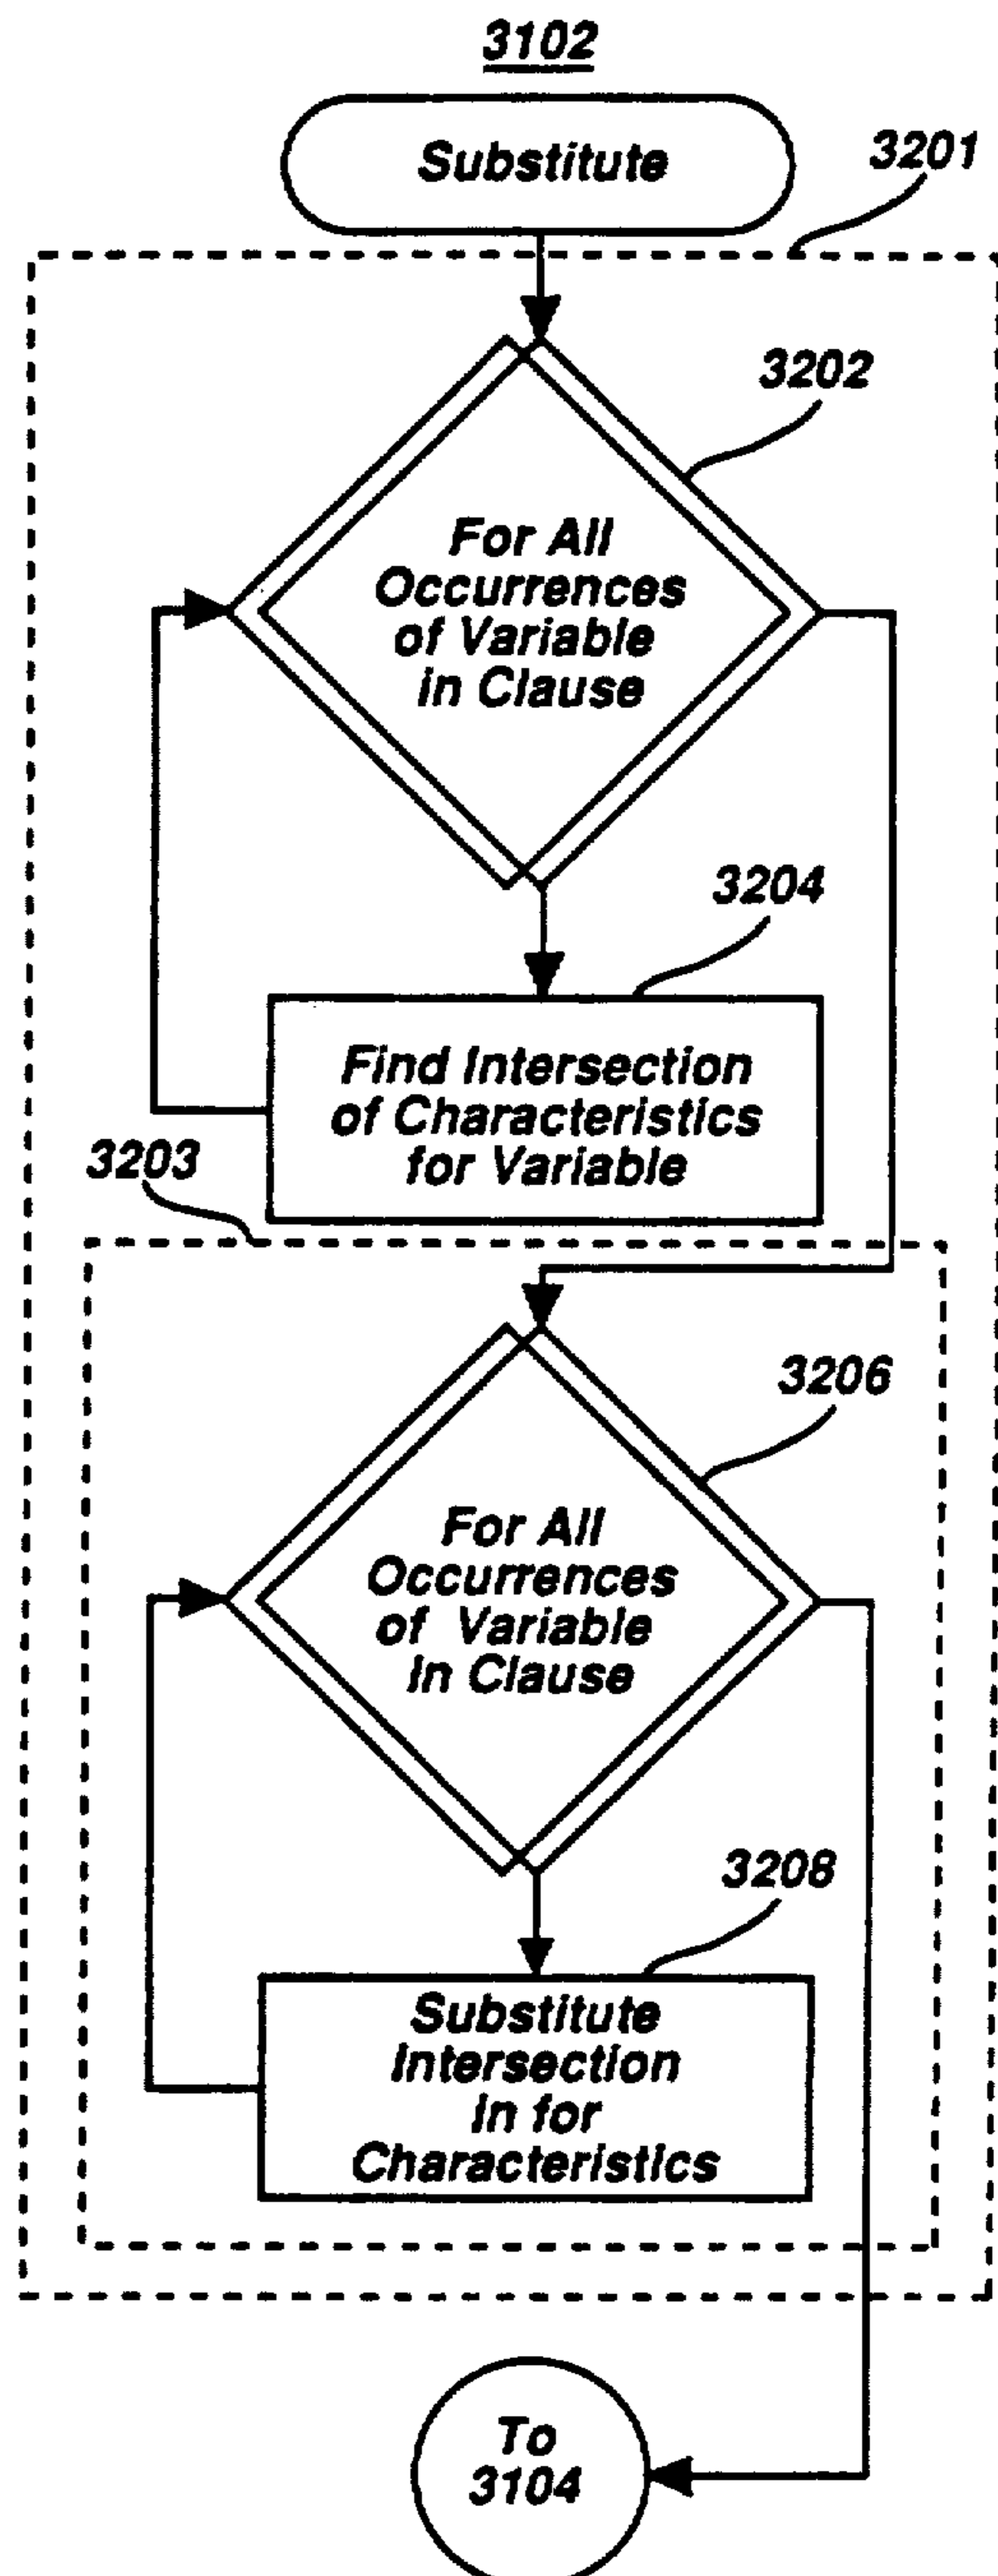 3102
Substitute
3201
3202
For All
Occurrences
of Variable
in Clause
3204
Find Intersection
of Characteristics
for Variable
3203
3206
For All
Occurrences
of Variable
In Clause
3208
Substitute
Intersection
In for
Characteristics
To
3104